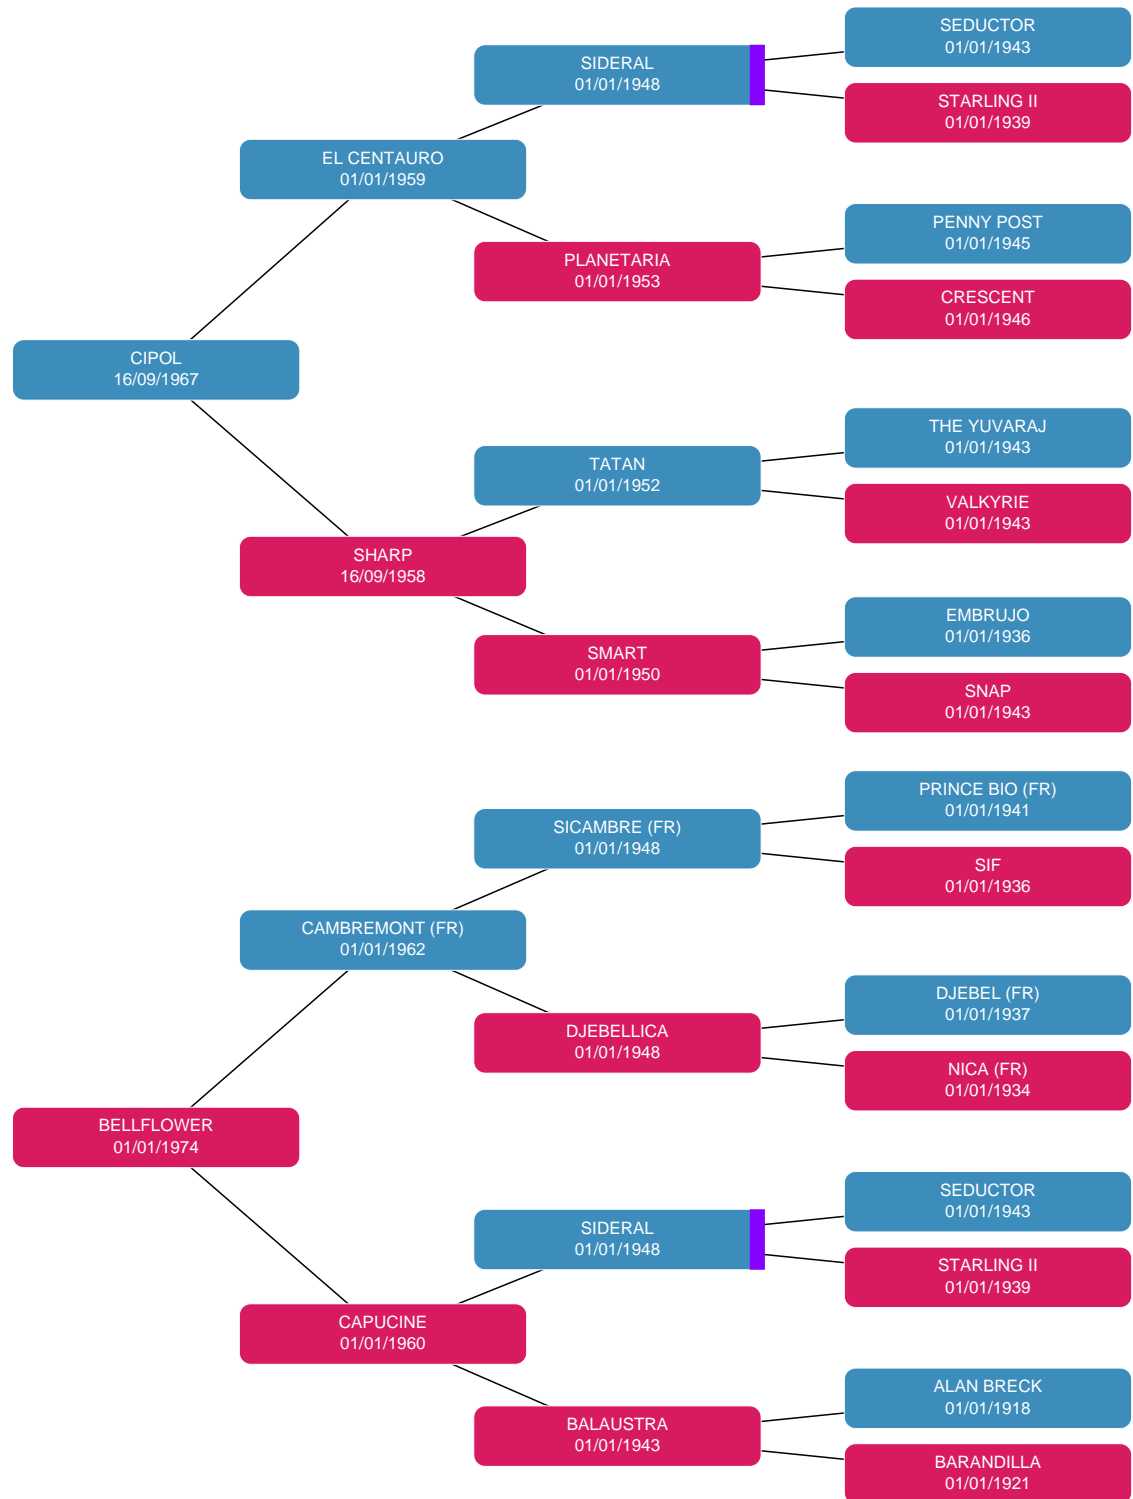 SEDUCTOR
01/01/1943
SIDERAL
01/01/1948
STARLING II
01/01/1939
EL CENTAURO
01/01/1959
PENNY POST
01/01/1945
PLANETARIA
01/01/1953
CRESCENT
01/01/1946
CIPOL
16/09/1967
THE YUVARAJ
01/01/1943
TATAN
01/01/1952
VALKYRIE
01/01/1943
SHARP
16/09/1958
EMBRUJO
01/01/1936
SMART
01/01/1950
SNAP
01/01/1943
PRINCE BIO (FR)
01/01/1941
SICAMBRE (FR)
01/01/1948
SIF
01/01/1936
CAMBREMONT (FR)
01/01/1962
DJEBEL (FR)
01/01/1937
DJEBELLICA
01/01/1948
NICA (FR)
01/01/1934
BELLFLOWER
01/01/1974
SEDUCTOR
01/01/1943
SIDERAL
01/01/1948
STARLING II
01/01/1939
CAPUCINE
01/01/1960
ALAN BRECK
01/01/1918
BALAUSTRA
01/01/1943
BARANDILLA
01/01/1921